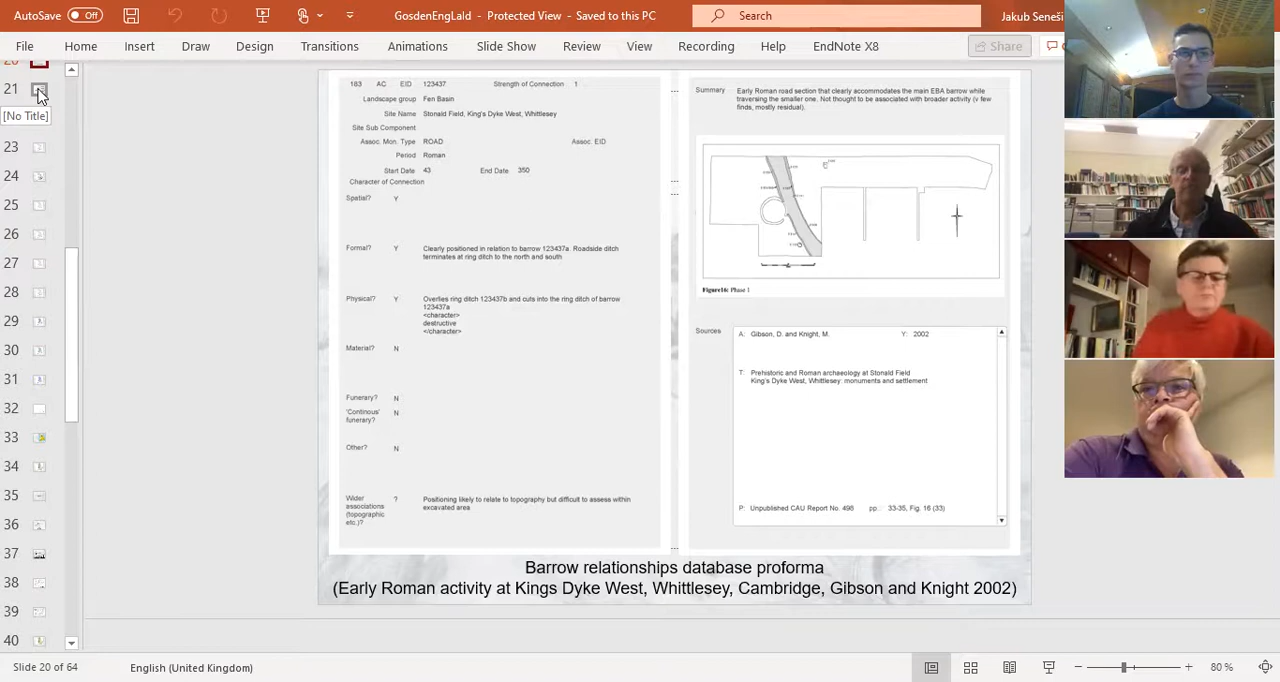 AutoSave Off GosdenEngLald - Protected View - Saved to this PC Search Jakub Seneši
File Home Insert Draw Design Transitions Animations Slide Show Review View Recording Help EndNote X8 Share
20
21
[No Title]
23
24
25
26
27
28
29
30
31
32
33
34
35
36
37
38
39
40
183 AC EID 123437 Strength of Connection 1
Landscape group Fen Basin
Site Name Stonald Field, King's Dyke West, Whittlesey
Site Sub Component
Assoc. Mon. Type ROAD Assoc. EID
Period Roman
Start Date 43 End Date 350
Character of Connection
Spatial? Y
Formal? Y Clearly positioned in relation to barrow 123437a. Roadside ditch
terminates at ring ditch to the north and south
Physical? Y Overlies ring ditch 123437b and cuts into the ring ditch of barrow
123437a
<character>
destructive
</character>
Material? N
Funerary? N
'Continous' N
funerary?
Other? N
Wider ? Positioning likely to relate to topography but difficult to assess within
associations excavated area
(topographic
etc.)?
Summary Early Roman road section that clearly accommodates the main EBA barrow while
traversing the smaller one. Not thought to be associated with broader activity (v few
finds, mostly residual).
Figure16: Phase 1
Sources
A: Gibson, D. and Knight, M. Y: 2002
T: Prehistoric and Roman archaeology at Stonald Field
King's Dyke West, Whittlesey: monuments and settlement
P: Unpublished CAU Report No. 498 pp.. 33-35, Fig. 16 (33)
Barrow relationships database proforma
(Early Roman activity at Kings Dyke West, Whittlesey, Cambridge, Gibson and Knight 2002)
Slide 20 of 64 English (United Kingdom) 80 %